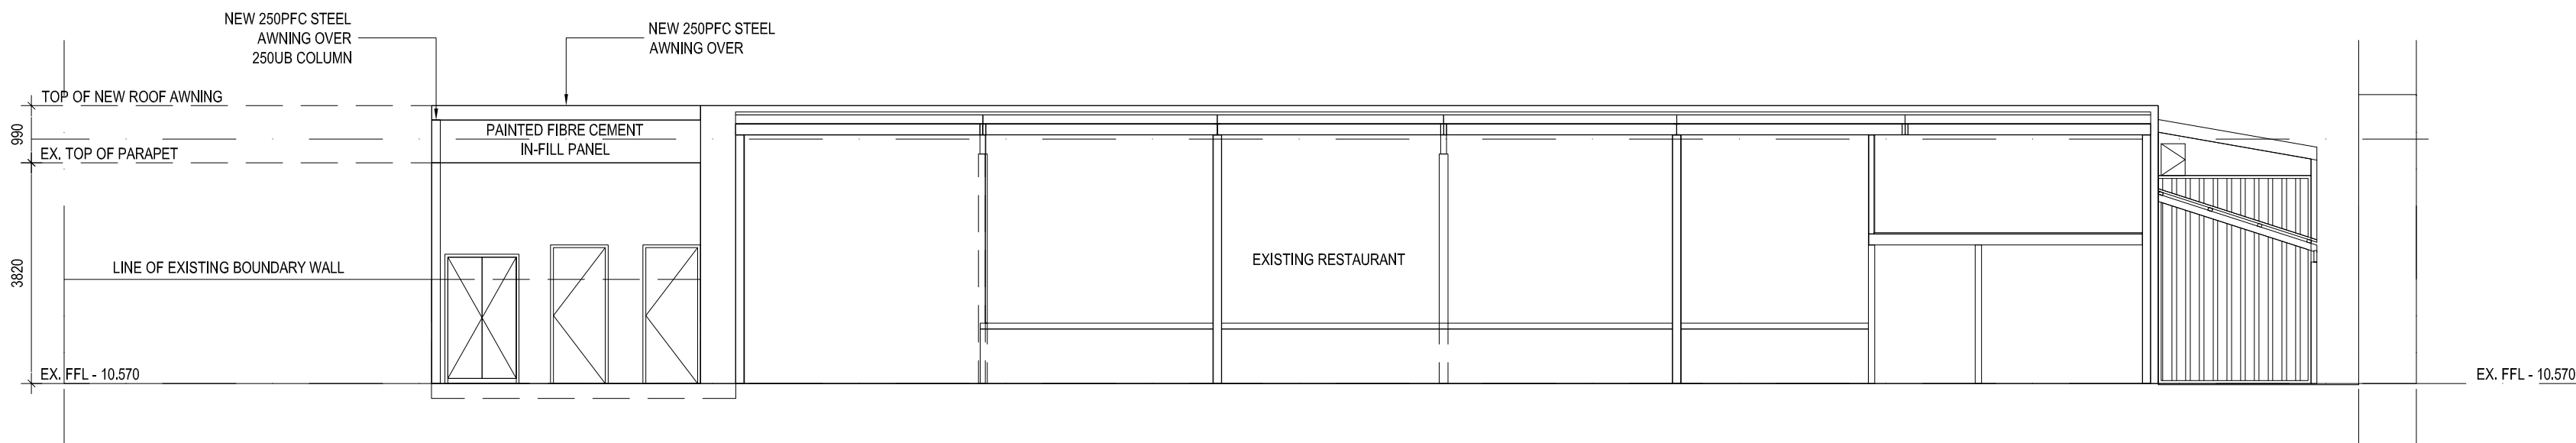 NEW 250PFC STEEL
AWNING OVER
250UB COLUMN
NEW 250PFC STEEL
AWNING OVER
TOP OF NEW ROOF AWNING
990
PAINTED FIBRE CEMENT
IN-FILL PANEL
EX. TOP OF PARAPET
3820
LINE OF EXISTING BOUNDARY WALL
EXISTING RESTAURANT
EX. FFL - 10.570
EX. FFL - 10.570